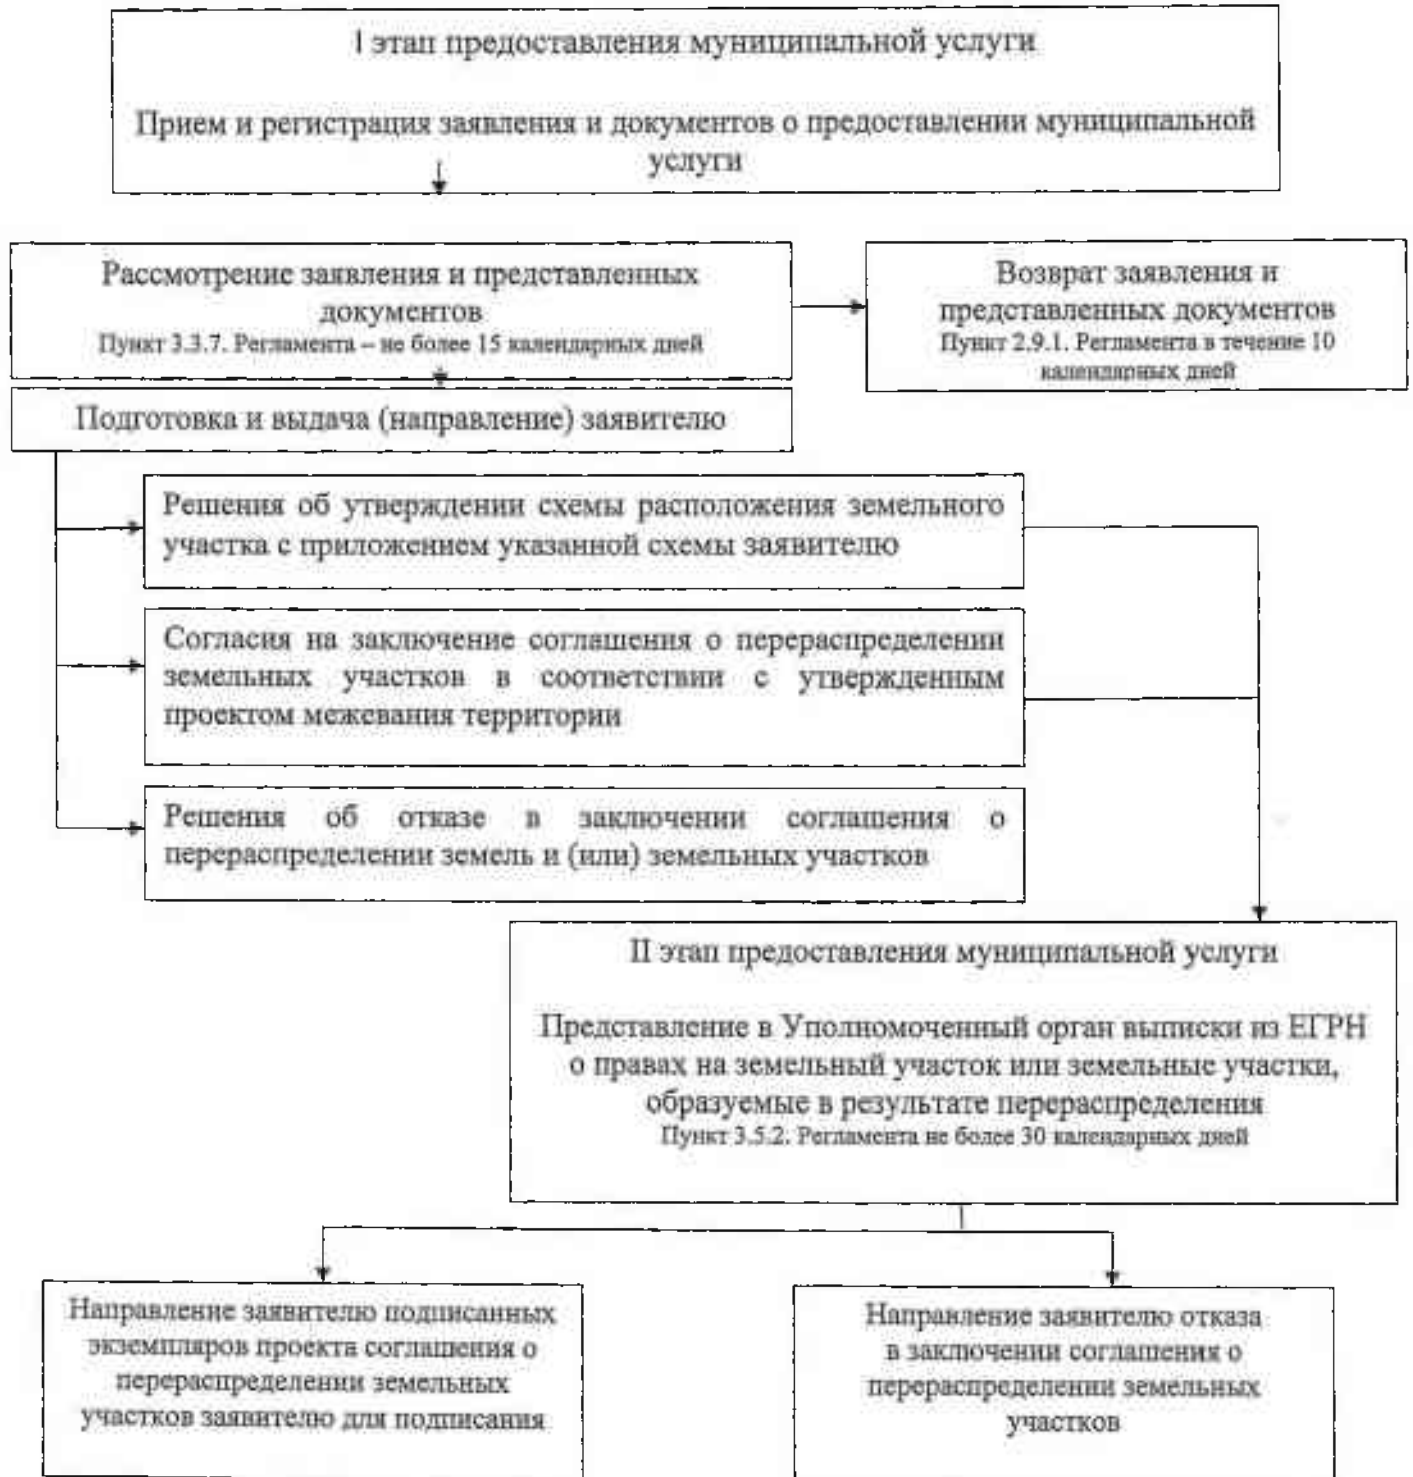 I этап предоставления муниципальной услуги
Прием и регистрация заявления и документов о предоставлении муниципальной
услуги
Рассмотрение заявления и представленных
документов
Пункт 3.3.7. Регламента – не более 15 календарных дней
Возврат заявления и
представленных документов
Пункт 2.9.1. Регламента в течение 10
календарных дней
Подготовка и выдача (направление) заявителю
Решения об утверждении схемы расположения земельного
участка с приложением указанной схемы заявителю
Согласия на заключение соглашения о перераспределении
земельных участков в соответствии с утвержденным
проектом межевания территории
Решения об отказе в заключении соглашения о
перераспределении земель и (или) земельных участков
II этап предоставления муниципальной услуги
Представление в Уполномоченный орган выписки из ЕГРН
о правах на земельный участок или земельные участки,
образуемые в результате перераспределения
Пункт 3.5.2. Регламента не более 30 календарных дней
Направление заявителю подписанных
экземпляров проекта соглашения о
перераспределении земельных
участков заявителю для подписания
Направление заявителю отказа
в заключении соглашения о
перераспределении земельных
участков